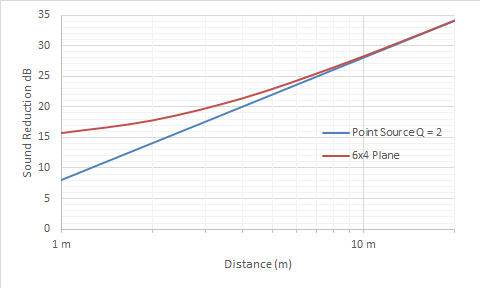 35
30
25
20
15
10
5
0
Sound Reduction dB
Point Source Q = 2
6x4 Plane
1 m
10 m
Distance (m)